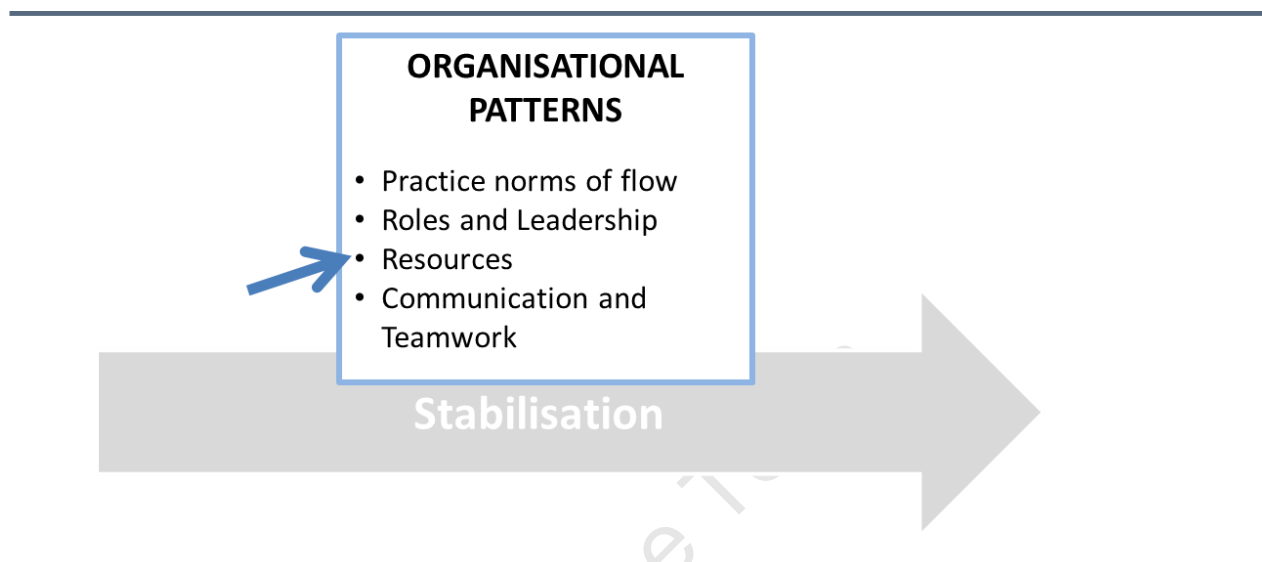 ORGANISATIONAL
PATTERNS
• Practice norms of flow
• Roles and Leadership
• Resources
• Communication and
Teamwork
Stabilisation